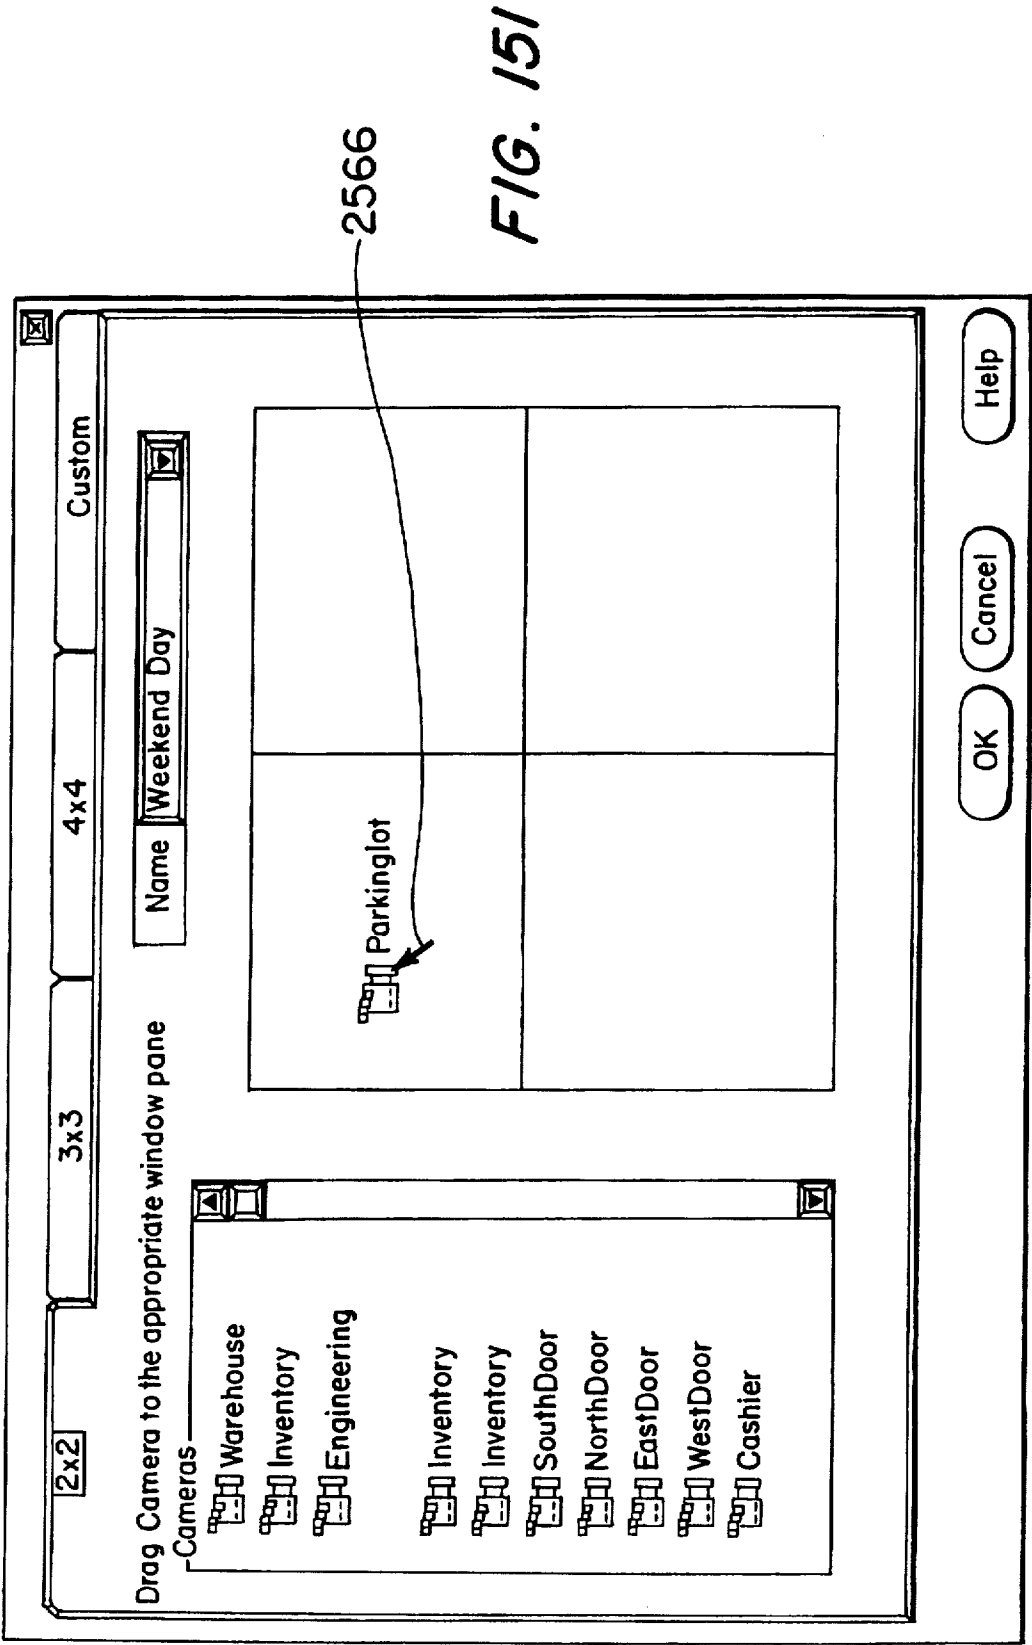 2x2
3x3
4x4
Custom
Drag Camera to the appropriate window pane
Name Weekend Day
Cameras
Warehouse
Inventory
Engineering
Inventory
Inventory
SouthDoor
NorthDoor
EastDoor
WestDoor
Cashier
Parkinglot
OK
Cancel
Help
2566
FIG. 151